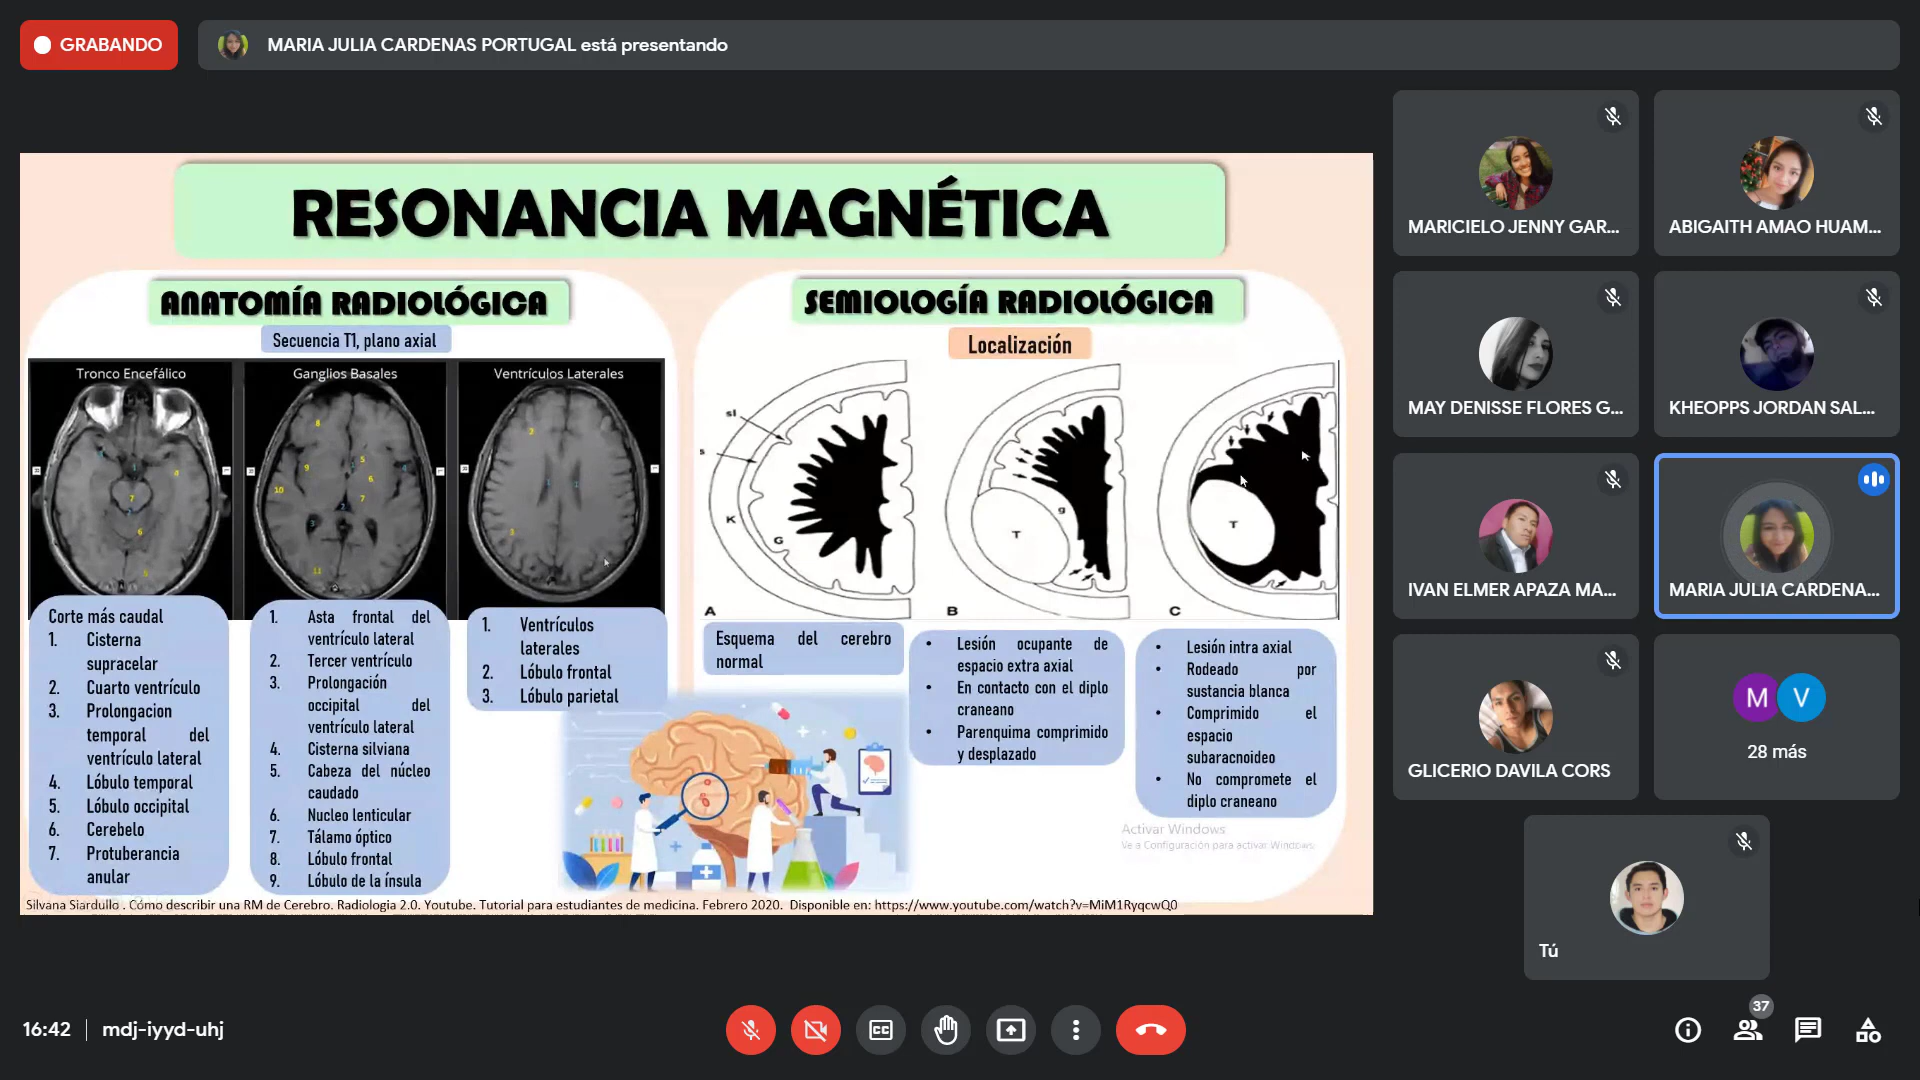 GRABANDO
MARIA JULIA CARDENAS PORTUGAL está presentando
RESONANCIA MAGNÉTICA
ANATOMÍA RADIOLÓGICA
Secuencia T1, plano axial
Tronco Encefálico
Ganglios Basales
Ventrículos Laterales
Corte más caudal
1. Cisterna
supracelar
2. Cuarto ventrículo
3. Prolongacion
temporal del
ventrículo lateral
4. Lóbulo temporal
5. Lóbulo occipital
6. Cerebelo
7. Protuberancia
anular
1. Asta frontal del
ventrículo lateral
2. Tercer ventrículo
3. Prolongación
occipital del
ventrículo lateral
4. Cisterna silviana
5. Cabeza del núcleo
caudado
6. Nucleo lenticular
7. Tálamo óptico
8. Lóbulo frontal
9. Lóbulo de la ínsula
1. Ventrículos
laterales
2. Lóbulo frontal
3. Lóbulo parietal
SEMIOLOGÍA RADIOLÓGICA
Localización
sl
s
K
G
A
T
g
B
T
C
Esquema del cerebro
normal
• Lesión ocupante de
espacio extra axial
• En contacto con el diplo
craneano
• Parenquima comprimido
y desplazado
• Lesión intra axial
• Rodeado por
sustancia blanca
• Comprimido el
espacio
subaracnoideo
• No compromete el
diplo craneano
Activar Windows
Ve a Configuración para activar Windows
Silvana Siardullo . Cómo describir una RM de Cerebro. Radiologia 2.0. Youtube. Tutorial para estudiantes de medicina. Febrero 2020. Disponible en: https://www.youtube.com/watch?v=MiM1RyqcwQ0
MARICIELO JENNY GAR...
ABIGAITH AMAO HUAM...
MAY DENISSE FLORES G...
KHEOPPS JORDAN SAL...
IVAN ELMER APAZA MA...
MARIA JULIA CARDENA...
GLICERIO DAVILA CORS
M V
28 más
Tú
16:42 mdj-iyyd-uhj
CC
37